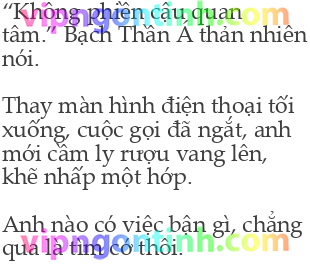 “Không phiền cậu quan
tâm.” Bạch Thần Á thản nhiên
nói.
Thay màn hình điện thoại tối
xuống, cuộc gọi đã ngắt, anh
mới cầm ly rượu vang lên,
khẽ nhấp một hớp.
Anh nào có việc bận gì, chẳng
qua là tìm cớ thôi.
vipngontinh.com
vipngontinh.com